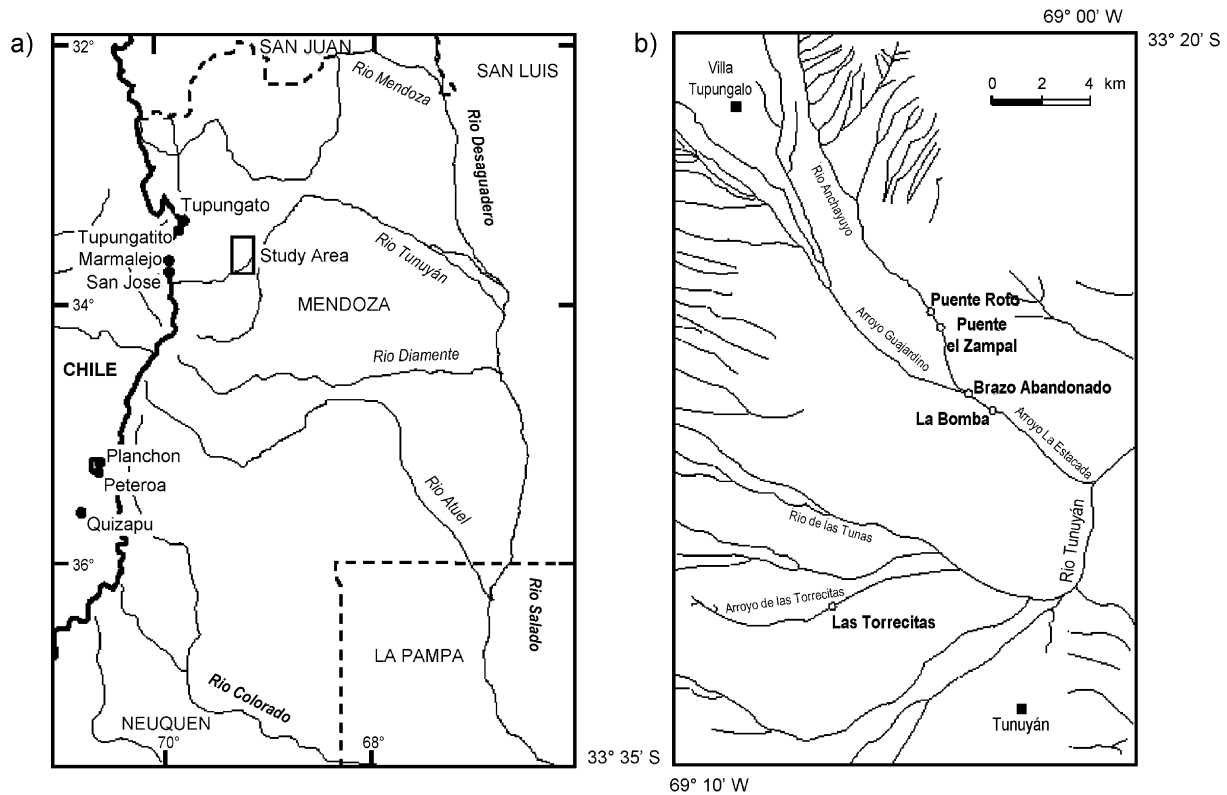 a)
32°
SAN JUAN
SAN LUIS
Rio Mendoza
Rio Desaguadero
Tupungato
Tupungatito
Marmalejo
San Jose
Study Area
Rio Tunuyán
34°
MENDOZA
CHILE
Rio Diamente
Planchon
Peteroa
Quizapu
Rio Atuel
36°
Rio Salado
LA PAMPA
Rio Colorado
NEUQUEN
70°
68°
b)
69° 00' W
33° 20' S
Villa
Tupungalo
0 2 4 km
Rio Anchayuyo
Puente Roto
Puente
el Zampal
Arroyo Guajardino
Brazo Abandonado
La Bomba
Arroyo La Estacada
Rio de las Tunas
Rio Tunuyán
Arroyo de las Torrecitas
Las Torrecitas
Tunuyán
33° 35' S
69° 10' W